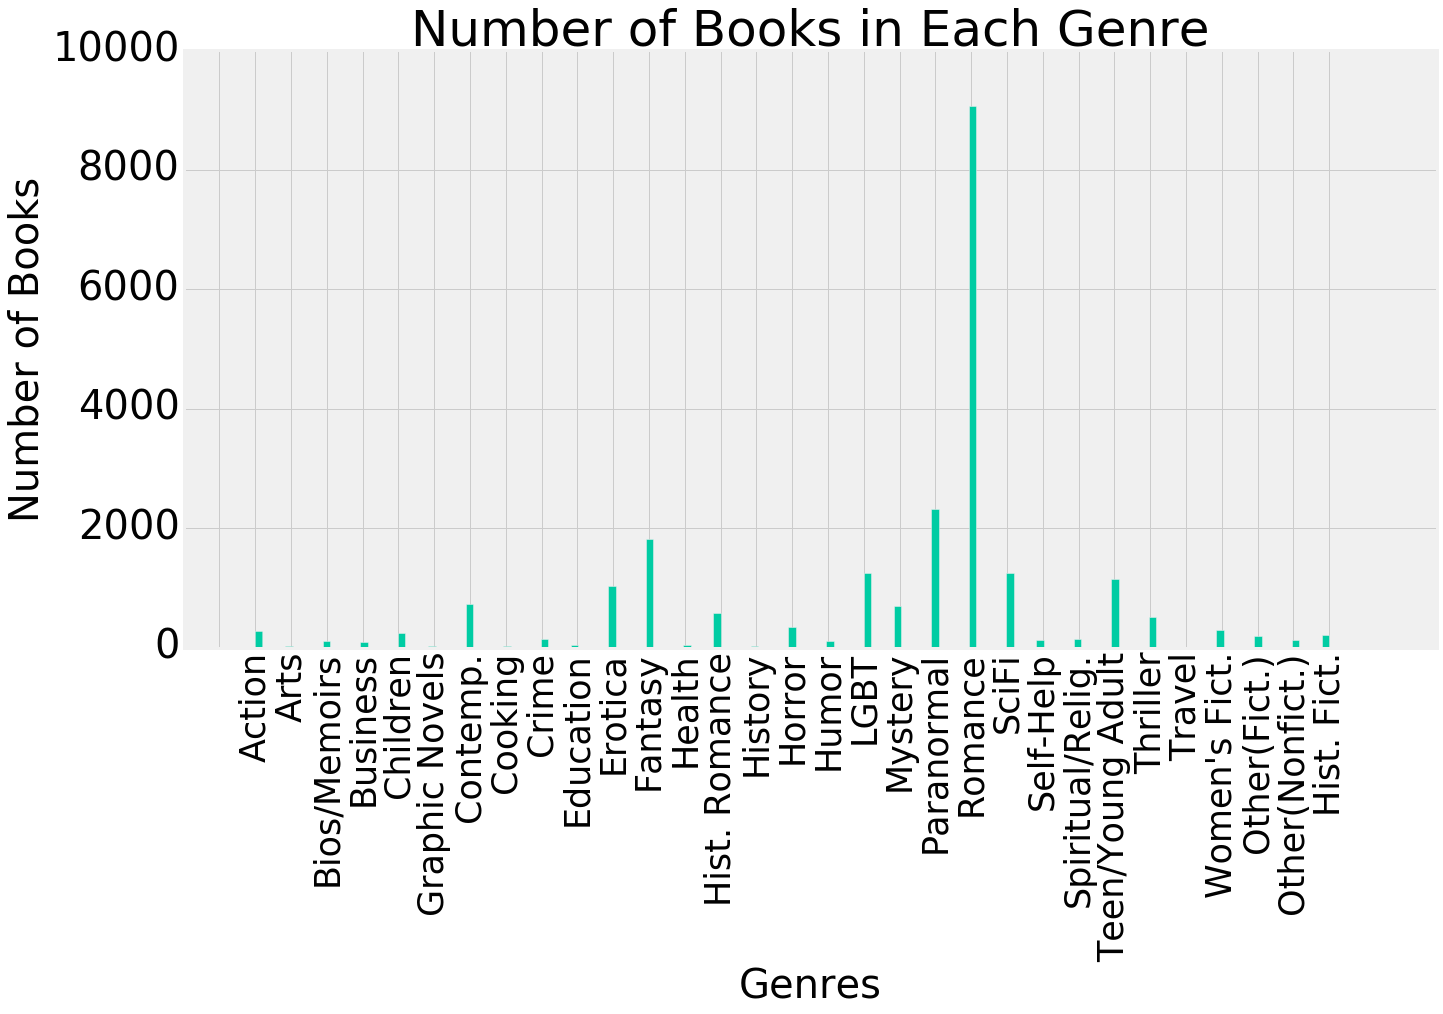 Number of Books in Each Genre
Number of Books
10000
8000
6000
4000
2000
0
Action
Arts
Bios/Memoirs
Business
Children
Graphic Novels
Contemp.
Cooking
Crime
Education
Erotica
Fantasy
Health
Hist. Romance
History
Horror
Humor
LGBT
Mystery
Paranormal
Romance
SciFi
Self-Help
Spiritual/Relig.
Teen/Young Adult
Thriller
Travel
Women's Fict.
Other(Fict.)
Other(Nonfict.)
Hist. Fict.
Genres